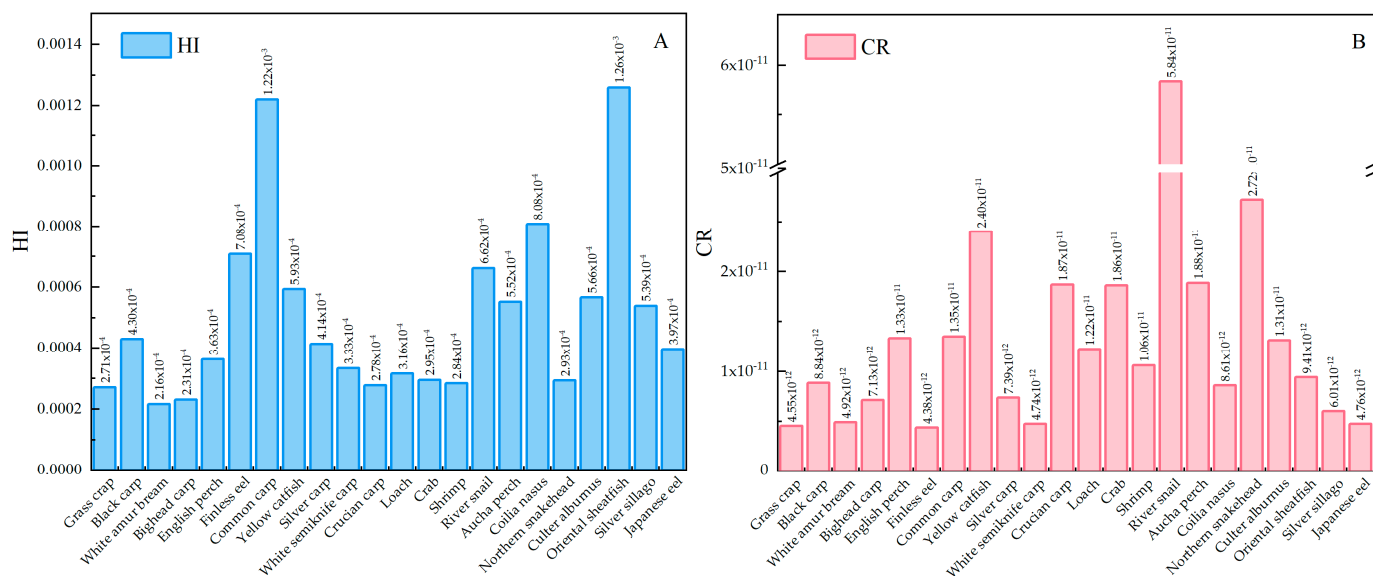 HI
A
0.0014
0.0012
0.0010
0.0008
0.0006
0.0004
0.0002
0.0000
HI
2.71x10⁻⁴
4.30x10⁻⁴
2.16x10⁻⁴
2.31x10⁻⁴
3.63x10⁻⁴
7.08x10⁻⁴
1.22x10⁻³
5.93x10⁻⁴
4.14x10⁻⁴
3.33x10⁻⁴
2.78x10⁻⁴
3.16x10⁻⁴
2.95x10⁻⁴
2.84x10⁻⁴
6.62x10⁻⁴
5.52x10⁻⁴
8.08x10⁻⁴
2.93x10⁻⁴
5.66x10⁻⁴
1.26x10⁻³
5.39x10⁻⁴
3.97x10⁻⁴
Grass crap
Black carp
White amur bream
Bighead carp
English perch
Finless eel
Common carp
Yellow catfish
Silver carp
White semiknife carp
Crucian carp
Loach
Crab
Shrimp
River snail
Aucha perch
Coilia nasus
Northern snakehead
Culter alburnus
Oriental sheatfish
Silver sillago
Japanese eel
CR
B
6x10⁻¹¹
5x10⁻¹¹
2x10⁻¹¹
1x10⁻¹¹
0
CR
4.55x10⁻¹²
8.84x10⁻¹²
4.92x10⁻¹²
7.13x10⁻¹²
1.33x10⁻¹¹
4.38x10⁻¹²
1.35x10⁻¹¹
2.40x10⁻¹¹
7.39x10⁻¹²
4.74x10⁻¹²
1.87x10⁻¹¹
1.22x10⁻¹¹
1.86x10⁻¹¹
1.06x10⁻¹¹
5.84x10⁻¹¹
1.88x10⁻¹¹
8.61x10⁻¹²
2.72
1.31x10⁻¹¹
9.41x10⁻¹²
6.01x10⁻¹²
4.76x10⁻¹²
Grass crap
Black carp
White amur bream
Bighead carp
English perch
Finless eel
Common carp
Yellow catfish
Silver carp
White semiknife carp
Crucian carp
Loach
Crab
Shrimp
River snail
Aucha perch
Coilia nasus
Northern snakehead
Culter alburnus
Oriental sheatfish
Silver sillago
Japanese eel